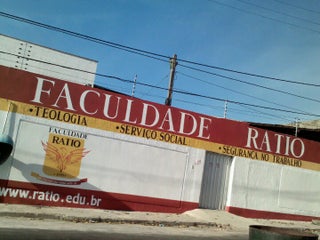 FACULDADE RATIO
• TEOLOGIA • SERVIÇO SOCIAL • SEGURANÇA NO TRABALHO
FACULDADE
RATIO
www.ratio.edu.br